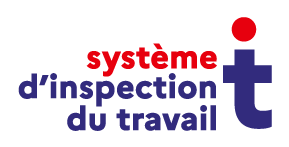 système
d'inspection
du travail
t